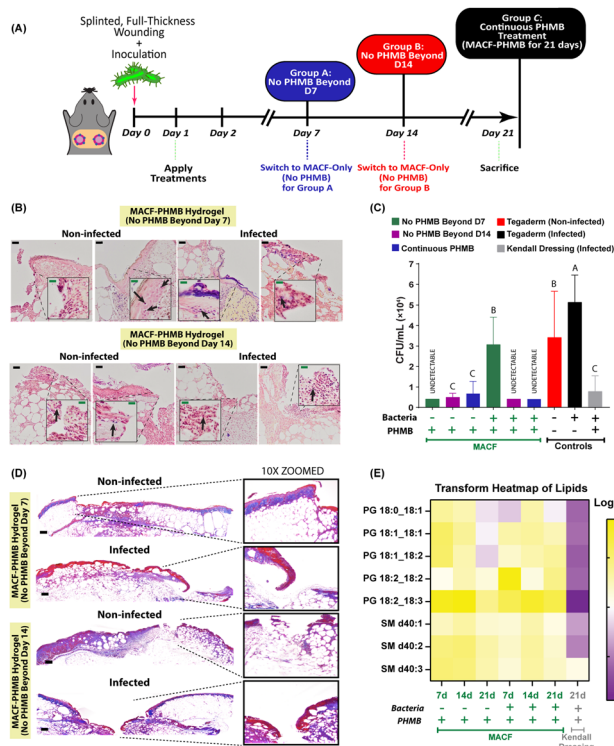 (A)
Splinted, Full-Thickness
Wounding
+
Inoculation
Group A:
No PHMB Beyond
D7
Group B:
No PHMB Beyond
D14
Group C:
Continuous PHMB
Treatment
(MACF-PHMB for 21 days)
Day 0
Day 1
Day 2
Day 7
Day 14
Day 21
Apply
Treatments
Switch to MACF-Only
(No PHMB)
for Group A
Switch to MACF-Only
(No PHMB)
for Group B
Sacrifice
(B)
MACF-PHMB Hydrogel
(No PHMB Beyond Day 7)
Non-infected
Infected
MACF-PHMB Hydrogel
(No PHMB Beyond Day 14)
Non-infected
Infected
(C)
No PHMB Beyond D7
No PHMB Beyond D14
Continuous PHMB
Tegaderm (Non-infected)
Tegaderm (Infected)
Kendall Dressing (Infected)
CFU/mL (×10⁴)
10
8
6
4
2
0
UNDETECTABLE
C
C
B
UNDETECTABLE
UNDETECTABLE
B
A
C
Bacteria
- - - + + + - + +
PHMB
+ + + + + + - - +
MACF
Controls
(D)
10X ZOOMED
MACF-PHMB Hydrogel
(No PHMB Beyond Day 7)
Non-infected
Infected
MACF-PHMB Hydrogel
(No PHMB Beyond Day 14)
Non-infected
Infected
(E)
Transform Heatmap of Lipids
Log
PG 18:0_18:1
PG 18:1_18:1
PG 18:1_18:2
PG 18:2_18:2
PG 18:2_18:3
SM d40:1
SM d40:2
SM d40:3
7d 14d 21d 7d 14d 21d 21d
Bacteria - - - + + + +
PHMB + + + + + + +
MACF
Kendall